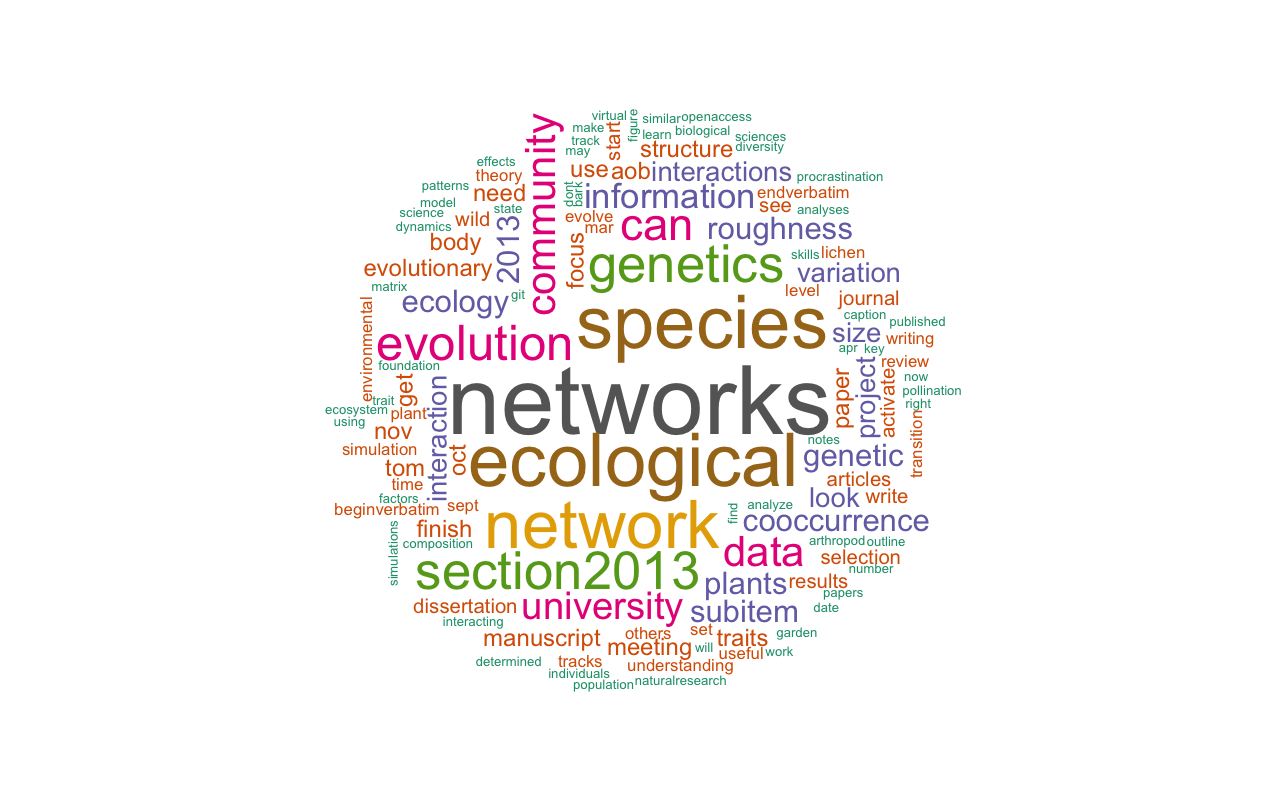 virtual
similar
openaccess
figure
make
start
learn
biological
sciences
track
may
structure
diversity
community
effects
theory
use
aob
interactions
procrastination
patterns
need
dont
bark
information
endverbatim
model
state
science
wild
evolve
mar
can
see
analyses
dynamics
2013
roughness
body
focus
genetics
skills
lichen
evolutionary
variation
matrix
level
ecology
git
species
journal
environmental
caption
published
size
writing
evolution
apr
key
review
foundation
networks
paper
project
activate
now
get
interaction
pollination
trait
right
ecosystem
plant
using
transition
nov
oct
ecological
notes
simulation
genetic
tom
articles
time
factors
look
write
beginverbatim
sept
network
find
analyze
cooccurrence
finish
simulations
composition
data
arthropod
outline
selection
section2013
number
plants
results
papers
dissertation
university
subitem
date
interacting
manuscript
others
set
traits
garden
meeting
will
useful
work
determined
tracks
understanding
individuals
population
naturalresearch